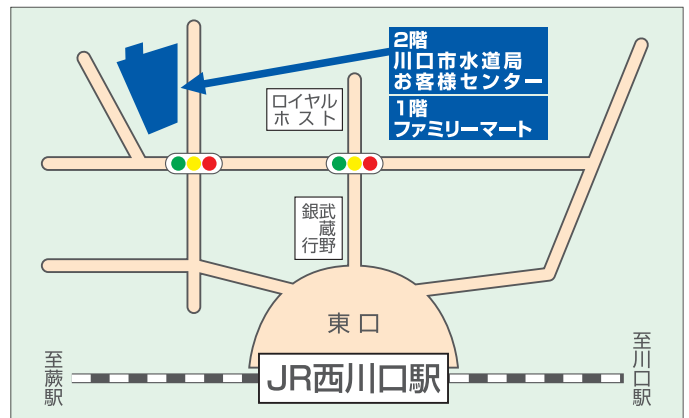 2階
川口市水道局
お客様センター
1階
ファミリーマート
ロイヤル
ホスト
武蔵野
銀行
東口
JR西川口駅
至蕨駅
至川口駅